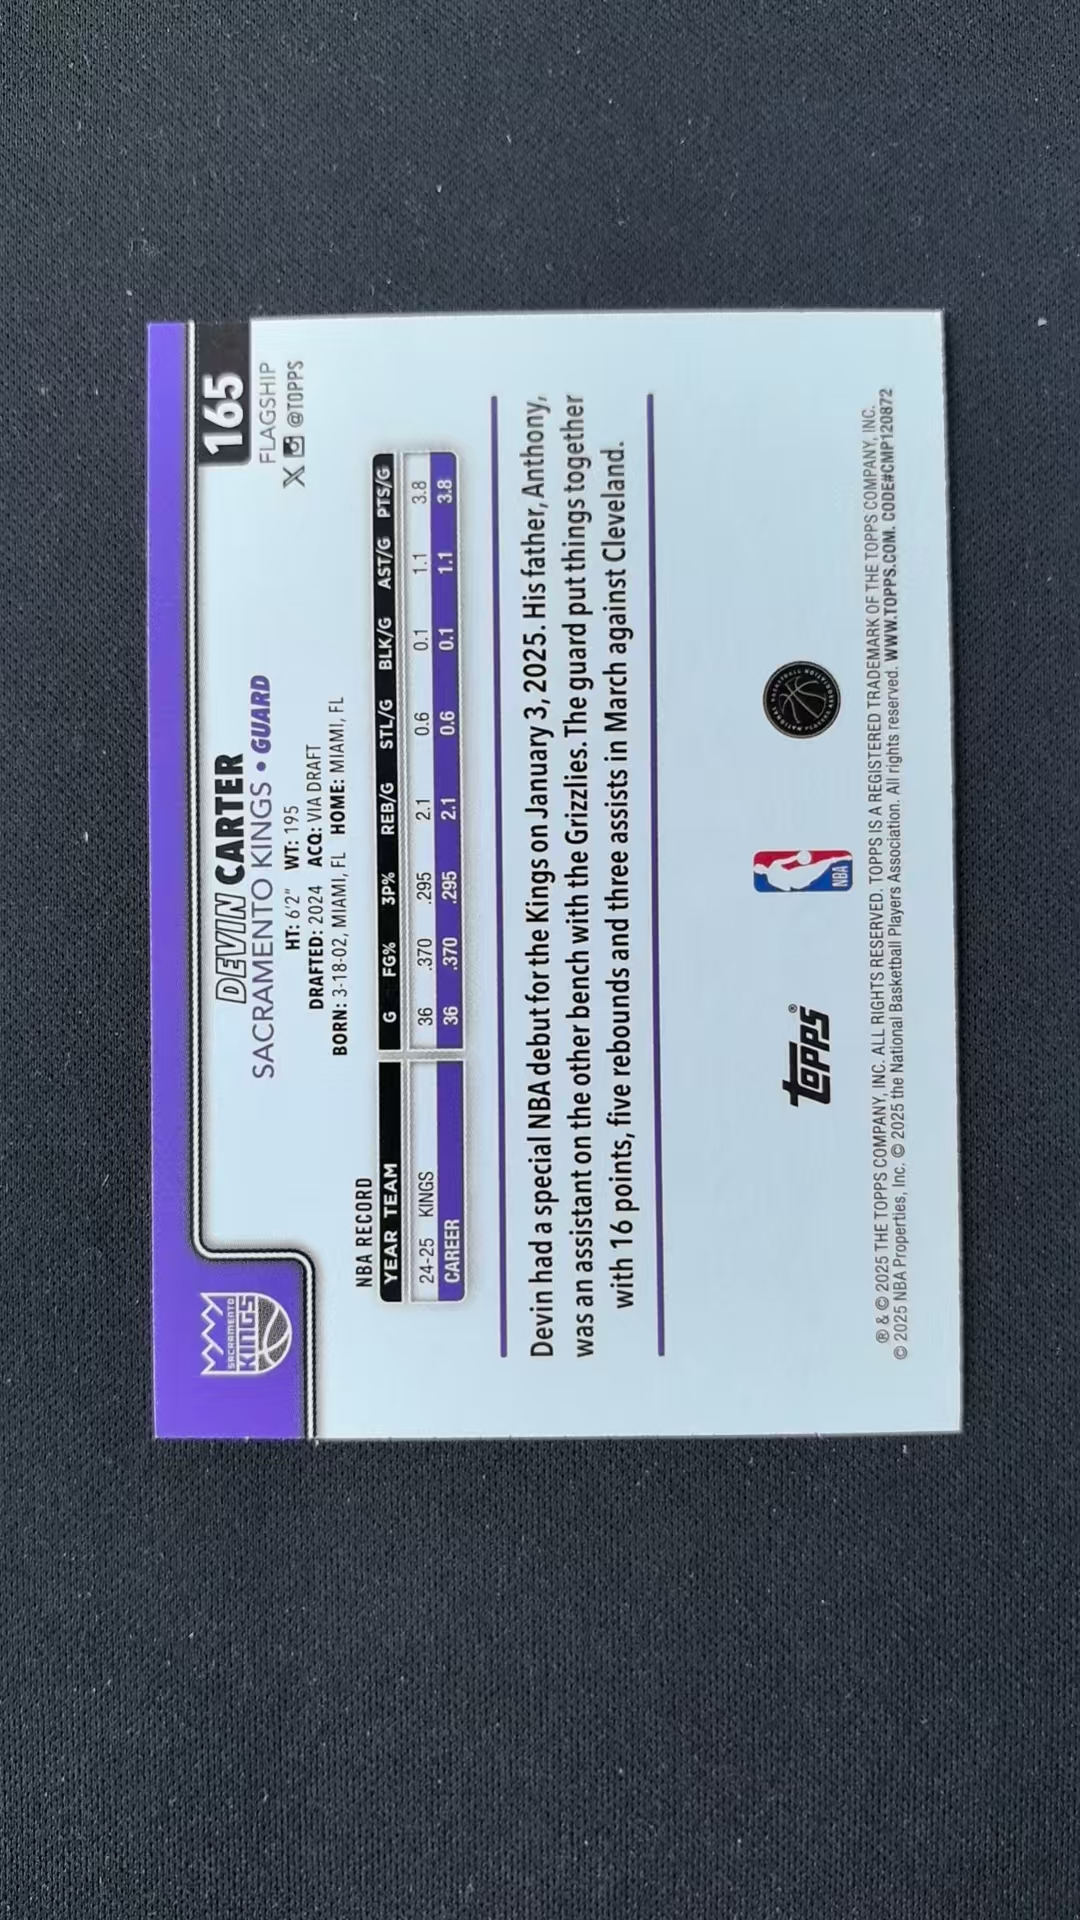 165
FLAGSHIP
X @TOPPS
DEVIN CARTER
SACRAMENTO KINGS • GUARD
HT: 6'2" WT: 195
DRAFTED: 2024 ACQ: VIA DRAFT
BORN: 3-18-02, MIAMI, FL HOME: MIAMI, FL
SACRAMENTO
KINGS
NBA RECORD
YEAR TEAM G FG% 3P% REB/G STL/G BLK/G AST/G PTS/G
24-25 KINGS 36 .370 .295 2.1 0.6 0.1 1.1 3.8
CAREER 36 .370 .295 2.1 0.6 0.1 1.1 3.8
Devin had a special NBA debut for the Kings on January 3, 2025. His father, Anthony,
was an assistant on the other bench with the Grizzlies. The guard put things together
with 16 points, five rebounds and three assists in March against Cleveland.
topps®
NBA
NATIONAL BASKETBALL PLAYERS ASSOCIATION
® & © 2025 THE TOPPS COMPANY, INC. ALL RIGHTS RESERVED. TOPPS IS A REGISTERED TRADEMARK OF THE TOPPS COMPANY, INC.
© 2025 NBA Properties, Inc. © 2025 the National Basketball Players Association. All rights reserved. WWW.TOPPS.COM. CODE#CMP120872